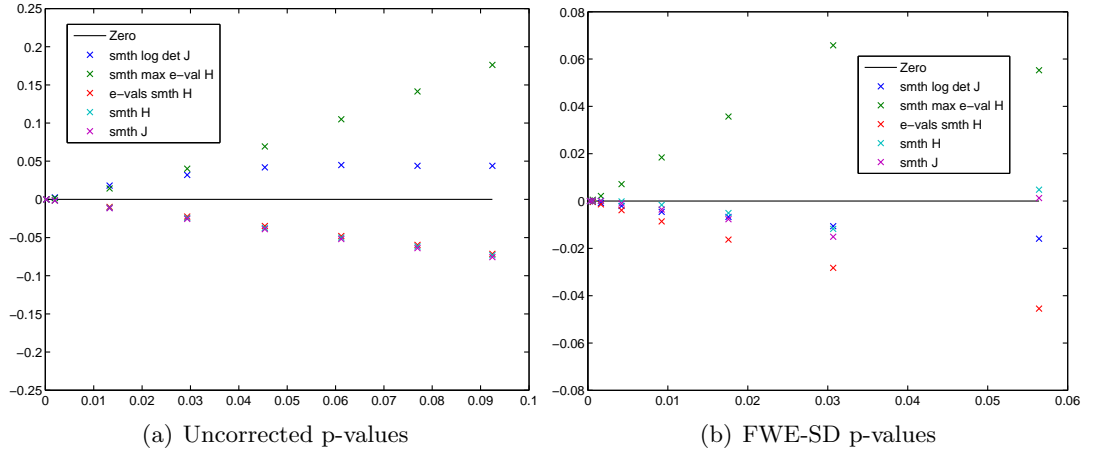 0.25
0.2
0.15
0.1
0.05
0
−0.05
−0.1
−0.15
−0.2
−0.25
0 0.01 0.02 0.03 0.04 0.05 0.06 0.07 0.08 0.09 0.1
Zero
smth log det J
smth max e−val H
e−vals smth H
smth H
smth J
(a) Uncorrected p-values
0.08
0.06
0.04
0.02
0
−0.02
−0.04
−0.06
−0.08
0 0.01 0.02 0.03 0.04 0.05 0.06
Zero
smth log det J
smth max e−val H
e−vals smth H
smth H
smth J
(b) FWE-SD p-values